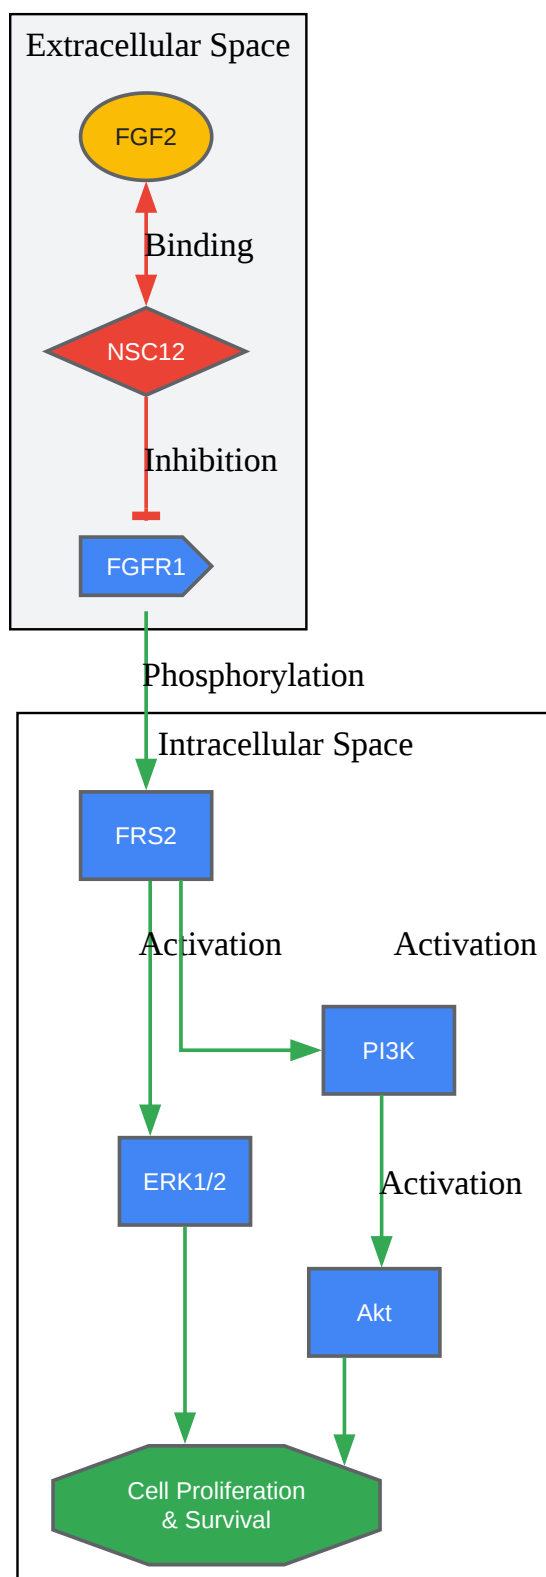 Extracellular Space
FGF2
Binding
NSC12
Inhibition
FGFR1
Phosphorylation
Intracellular Space
FRS2
Activation
Activation
PI3K
ERK1/2
Activation
Akt
Cell Proliferation
& Survival